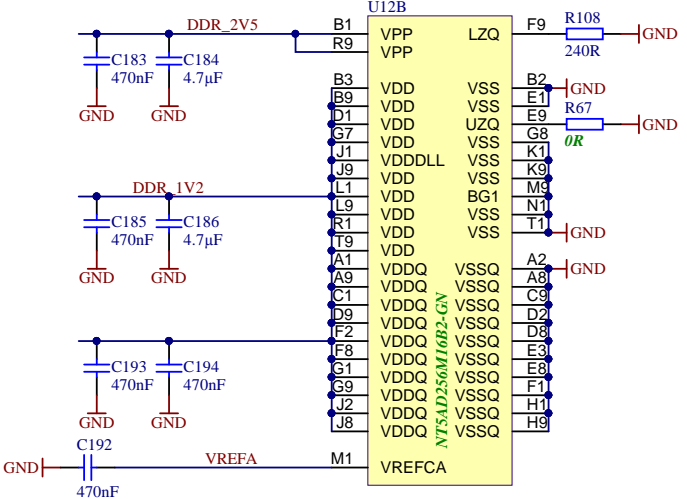 U12B
DDR_2V5
B1 VPP LZQ F9 R108 GND
R9 VPP 240R
C183 C184
470nF 4.7µF
GND GND
B3 VDD VSS B2 GND
B9 VDD VSS E1
D1 VDD UZQ E9 R67 GND
G7 VDD VSS G8 0R
J1 VDDDLL VSS K1
J9 VDD VSS K9
DDR_1V2
L1 VDD BG1 M9
L9 VDD VSS N1
R1 VDD VSS T1 GND
T9 VDD
C185 C186
470nF 4.7µF
GND GND
A1 VDDQ VSSQ A2 GND
A9 VDDQ VSSQ A8
C1 VDDQ VSSQ C9
D9 VDDQ VSSQ D2
F2 VDDQ VSSQ D8
F8 VDDQ VSSQ E3
G1 VDDQ VSSQ E8
G9 VDDQ VSSQ F1
J2 VDDQ VSSQ H1
J8 VDDQ VSSQ H9
NT5AD256M16B2-GN
C193 C194
470nF 470nF
GND GND
C192
GND VREFA M1 VREFCA
470nF